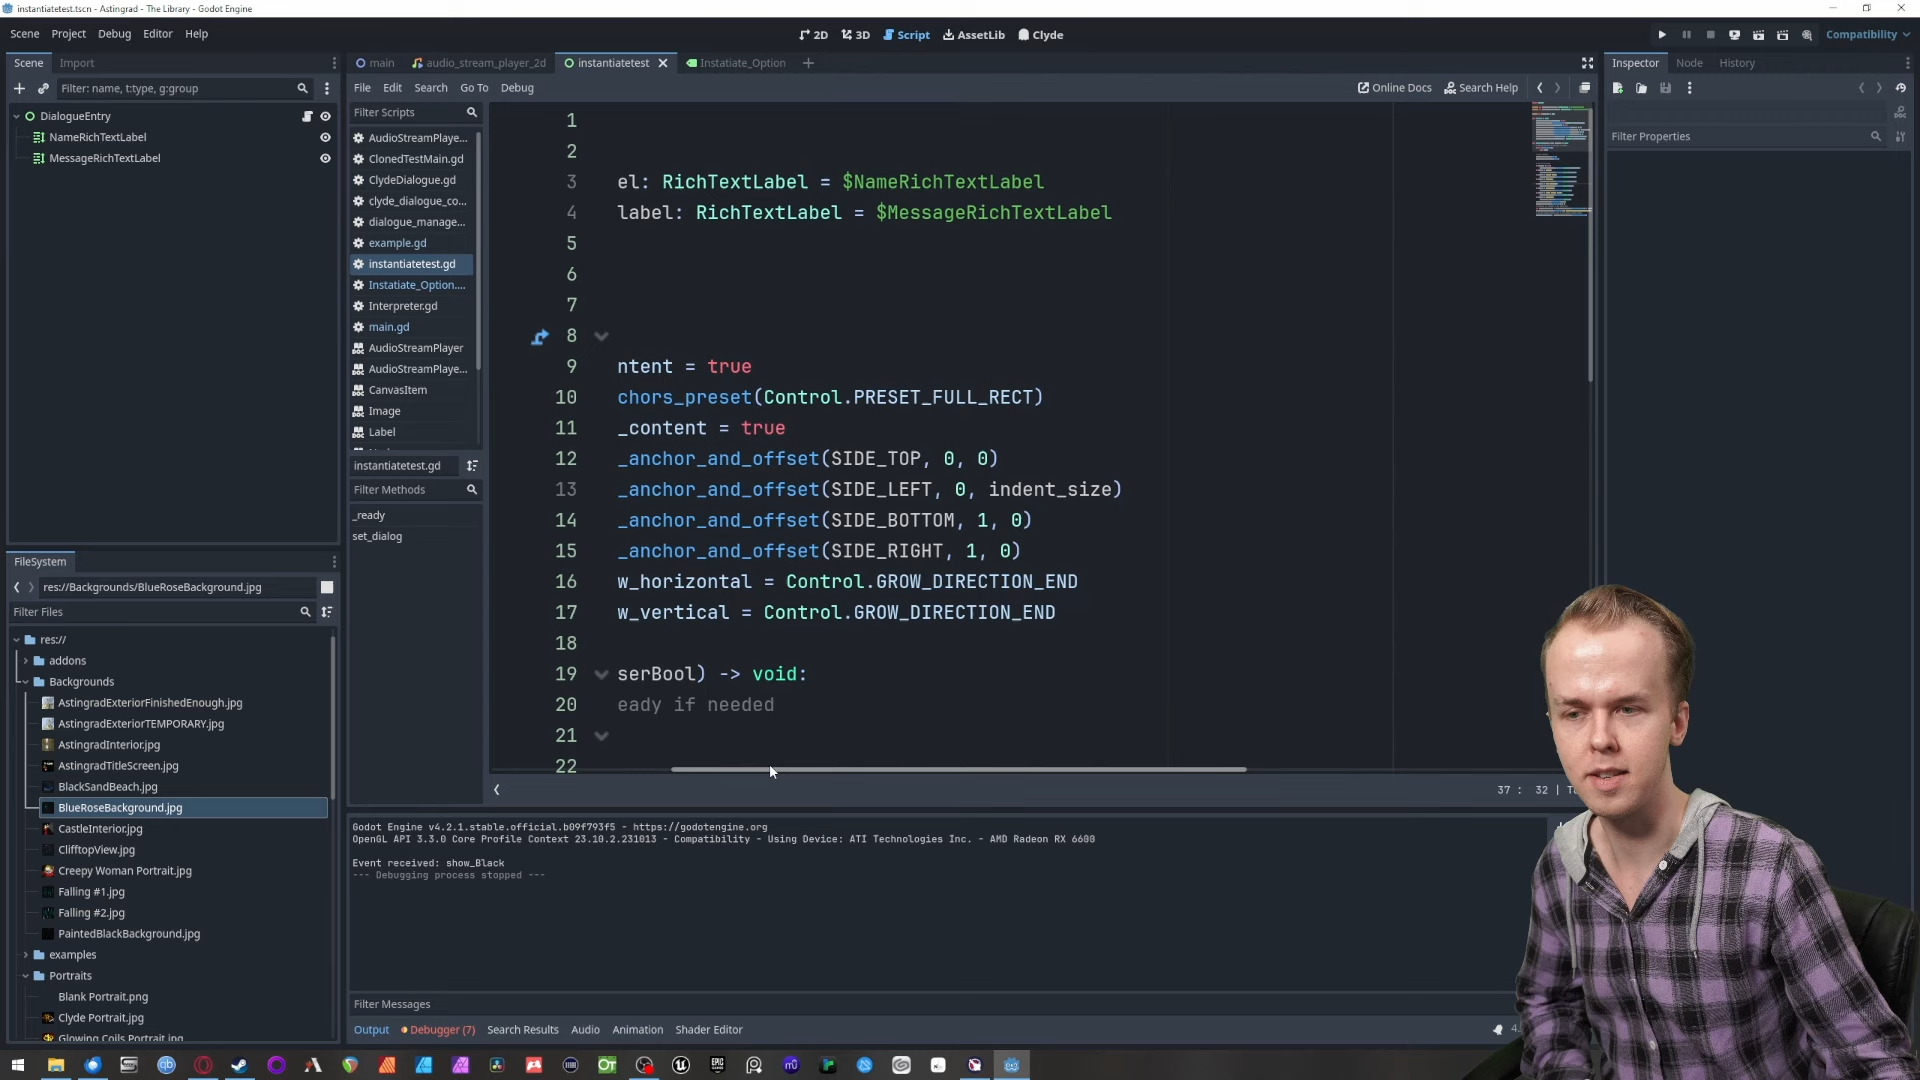 instantiatetest.tscn - Astingrad - The Library - Godot Engine
Scene Project Debug Editor Help
2D 3D Script AssetLib Clyde
Compatibility
Scene Import
main audio_stream_player_2d instantiatetest Instatiate_Option
Inspector Node History
Filter: name, t:type, g:group
File Edit Search Go To Debug
Online Docs Search Help
DialogueEntry
NameRichTextLabel
MessageRichTextLabel
Filter Scripts
AudioStreamPlaye...
ClonedTestMain.gd
ClydeDialogue.gd
clyde_dialogue_co...
dialogue_manage...
example.gd
instantiatetest.gd
Instatiate_Option....
Interpreter.gd
main.gd
AudioStreamPlayer
AudioStreamPlaye...
CanvasItem
Image
Label
instantiatetest.gd
Filter Methods
_ready
set_dialog
1
2
3 el: RichTextLabel = $NameRichTextLabel
4 label: RichTextLabel = $MessageRichTextLabel
5
6
7
8
9 ntent = true
10 chors_preset(Control.PRESET_FULL_RECT)
11 _content = true
12 _anchor_and_offset(SIDE_TOP, 0, 0)
13 _anchor_and_offset(SIDE_LEFT, 0, indent_size)
14 _anchor_and_offset(SIDE_BOTTOM, 1, 0)
15 _anchor_and_offset(SIDE_RIGHT, 1, 0)
16 w_horizontal = Control.GROW_DIRECTION_END
17 w_vertical = Control.GROW_DIRECTION_END
18
19 serBool) -> void:
20 eady if needed
21
22
37 : 32 |
Filter Properties
FileSystem
res://Backgrounds/BlueRoseBackground.jpg
Filter Files
res://
addons
Backgrounds
AstingradExteriorFinishedEnough.jpg
AstingradExteriorTEMPORARY.jpg
AstingradInterior.jpg
AstingradTitleScreen.jpg
BlackSandBeach.jpg
BlueRoseBackground.jpg
CastleInterior.jpg
ClifftopView.jpg
Creepy Woman Portrait.jpg
Falling #1.jpg
Falling #2.jpg
PaintedBlackBackground.jpg
examples
Portraits
Blank Portrait.png
Clyde Portrait.jpg
Glowing Coils Portrait.jpg
Godot Engine v4.2.1.stable.official.b09f793f5 - https://godotengine.org
OpenGL API 3.3.0 Core Profile Context 23.10.2.231013 - Compatibility - Using Device: ATI Technologies Inc. - AMD Radeon RX 6600
Event received: show_Black
--- Debugging process stopped ---
Filter Messages
Output Debugger (7) Search Results Audio Animation Shader Editor
4.